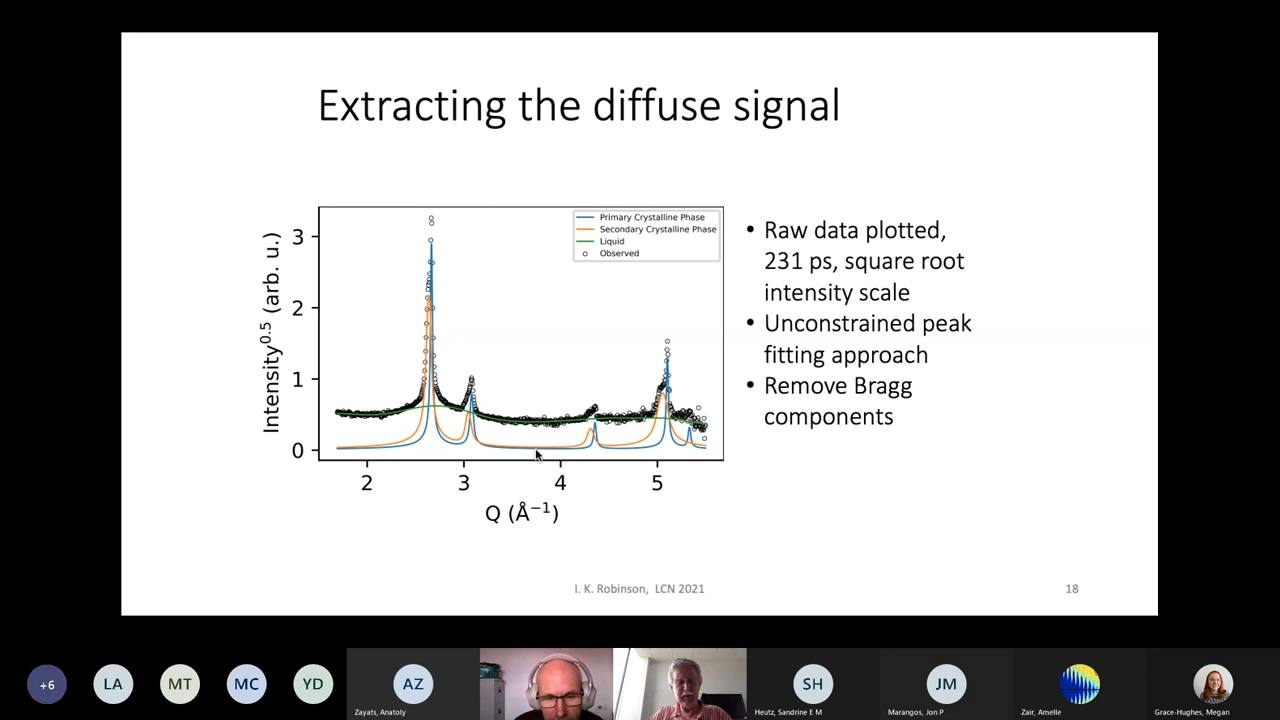 Extracting the diffuse signal
Primary Crystalline Phase
Secondary Crystalline Phase
Liquid
Observed
Intensity^0.5 (arb. u.)
3
2
1
0
2 3 4 5
Q (Å⁻¹)
• Raw data plotted,
231 ps, square root
intensity scale
• Unconstrained peak
fitting approach
• Remove Bragg
components
I. K. Robinson, LCN 2021
18
+6
LA
MT
MC
YD
AZ
SH
JM
Zayats, Anatoly
Heutz, Sandrine E M
Marangos, Jon P
Zair, Amelle
Grace-Hughes, Megan